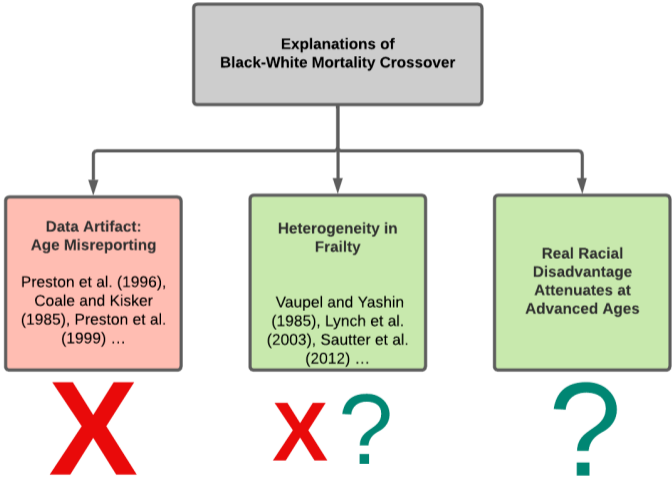 Explanations of
Black-White Mortality Crossover
Data Artifact:
Age Misreporting
Preston et al. (1996),
Coale and Kisker
(1985), Preston et al.
(1999) ...
X
Heterogeneity in
Frailty
Vaupel and Yashin
(1985), Lynch et al.
(2003), Sautter et al.
(2012) ...
X ?
Real Racial
Disadvantage
Attenuates at
Advanced Ages
?